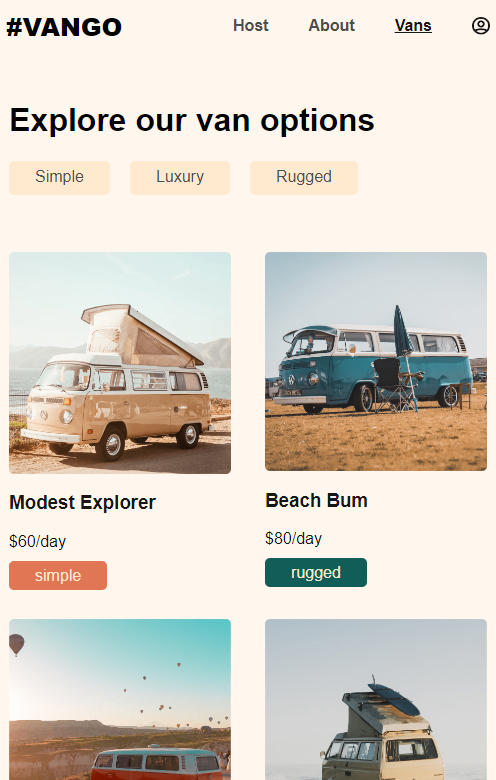 #VANGO
Host
About
Vans
Explore our van options
Simple
Luxury
Rugged
Modest Explorer
$60/day
simple
Beach Bum
$80/day
rugged